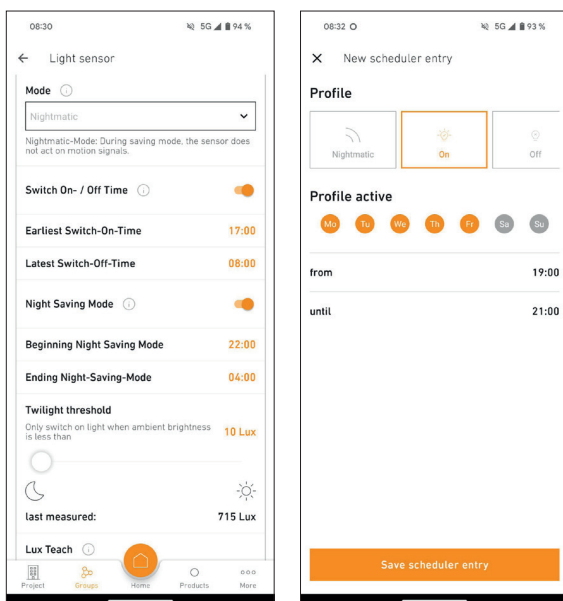 08:30
5G 94 %
Light sensor
Mode
Nightmatic
Nightmatic-Mode: During saving mode, the sensor does
not act on motion signals.
Switch On- / Off Time
Earliest Switch-On-Time 17:00
Latest Switch-Off-Time 08:00
Night Saving Mode
Beginning Night Saving Mode 22:00
Ending Night-Saving-Mode 04:00
Twilight threshold
Only switch on light when ambient brightness
is less than
10 Lux
last measured: 715 Lux
Lux Teach
Project Groups Home Products More
08:32
5G 93 %
New scheduler entry
Profile
Nightmatic On Off
Profile active
Mo Tu We Th Fr Sa Su
from 19:00
until 21:00
Save scheduler entry